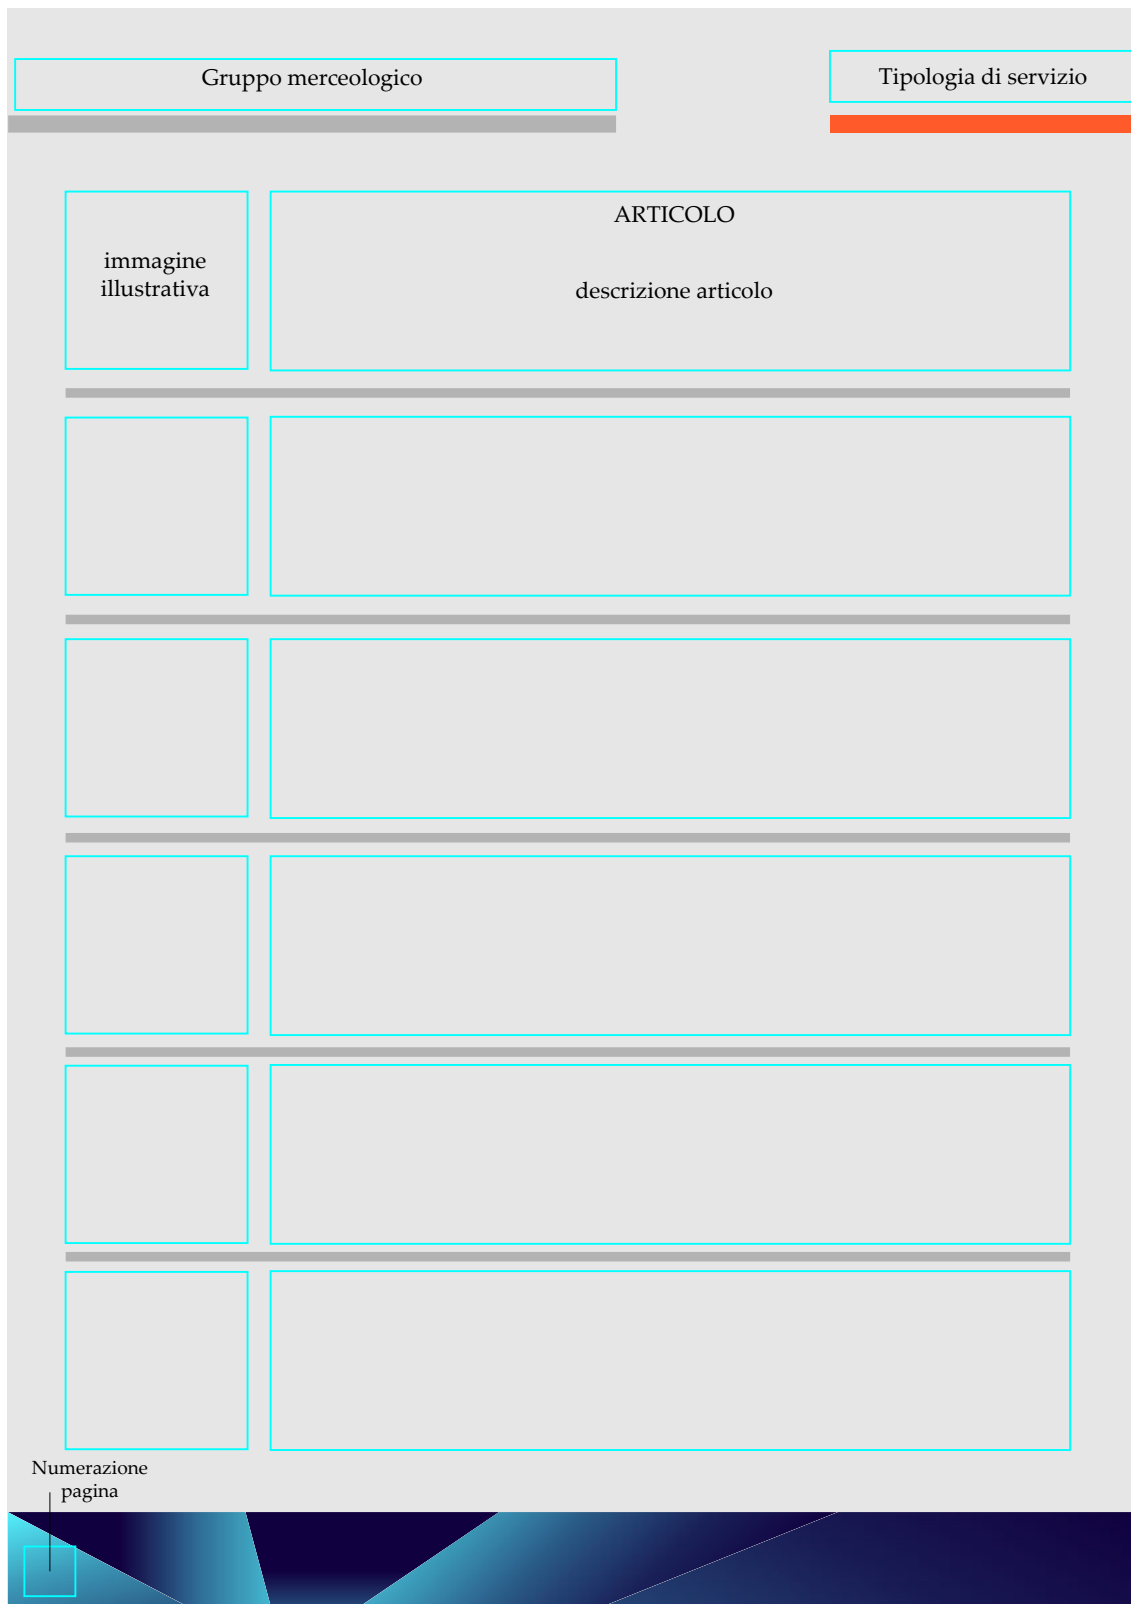 Gruppo merceologico
Tipologia di servizio
immagine
illustrativa
ARTICOLO
descrizione articolo
Numerazione
pagina